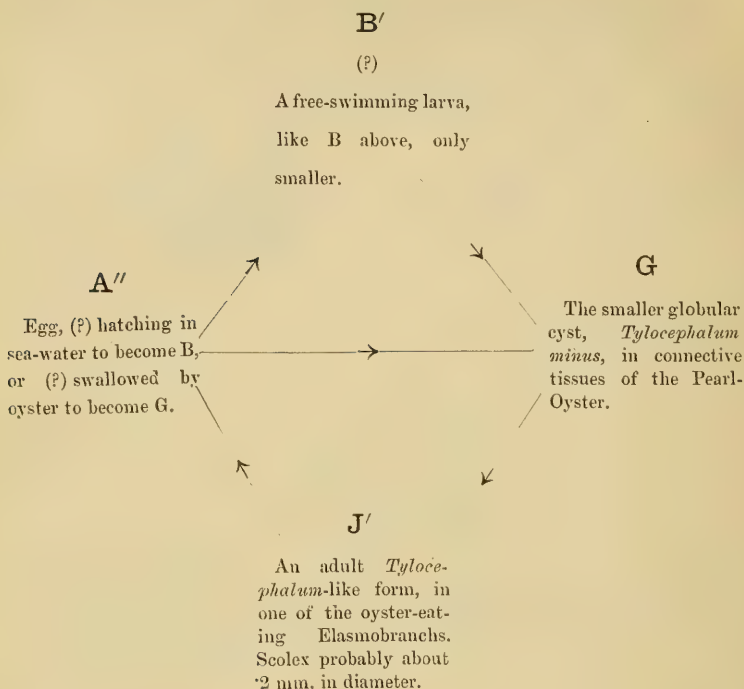 B′
(?)
A free-swimming larva,
like B above, only
smaller.
A″
Egg, (?) hatching in
sea-water to become B,
or (?) swallowed by
oyster to become G.
G
The smaller globular
cyst, Tylocephalum
minus, in connective
tissues of the Pearl-
Oyster.
J′
An adult Tyloce-
phalum-like form, in
one of the oyster-eat-
ing Elasmobranchs.
Scolex probably about
·2 mm. in diameter.